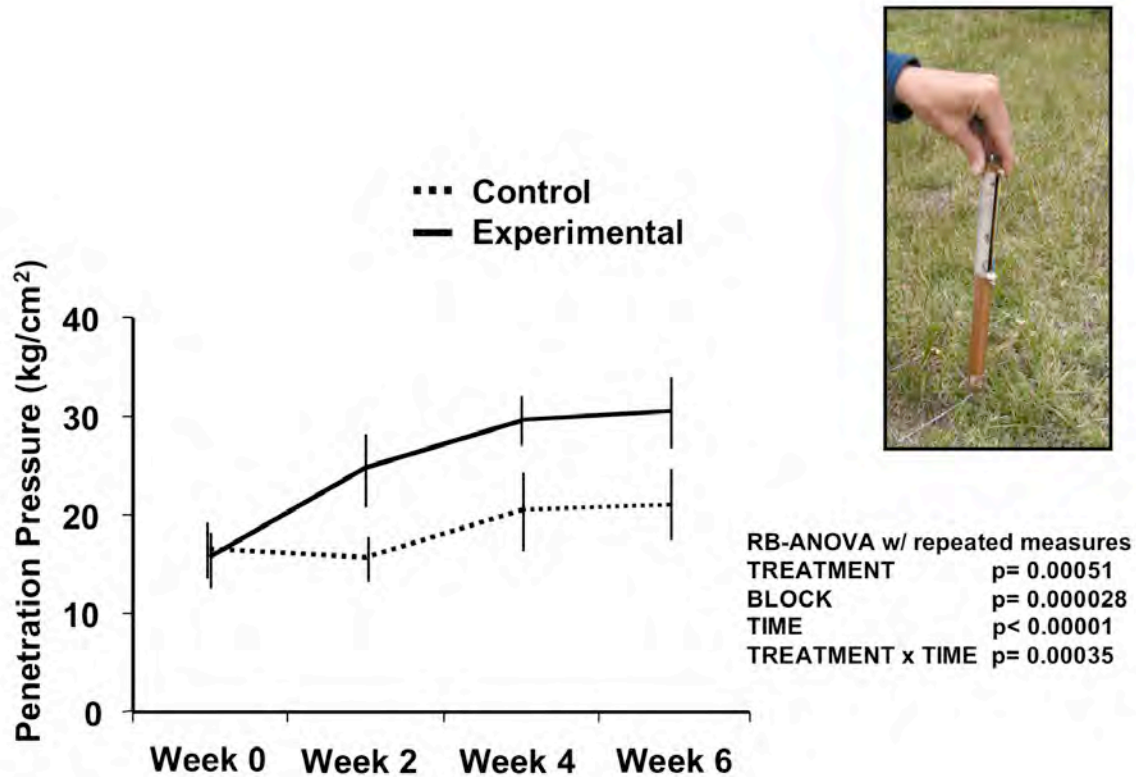 Control
Experimental
Penetration Pressure (kg/cm²)
40
30
20
10
0
Week 0 Week 2 Week 4 Week 6
RB-ANOVA w/ repeated measures
TREATMENT p= 0.00051
BLOCK p= 0.000028
TIME p< 0.00001
TREATMENT x TIME p= 0.00035